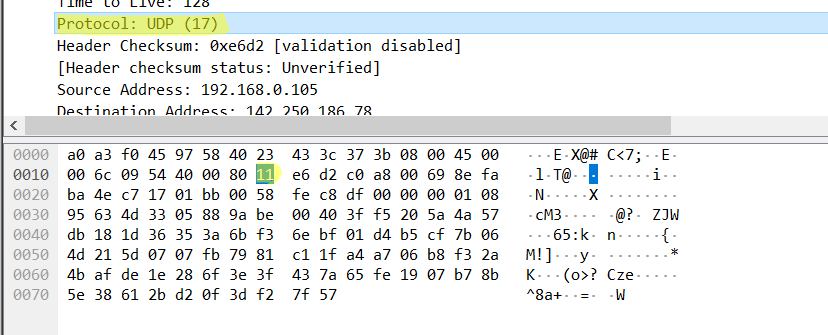 Time to Live: 128
Protocol: UDP (17)
Header Checksum: 0xe6d2 [validation disabled]
[Header checksum status: Unverified]
Source Address: 192.168.0.105
Destination Address: 142.250.186.78
0000 a0 a3 f0 45 97 58 40 23 43 3c 37 3b 08 00 45 00 ···E·X@# C<7;··E·
0010 00 6c 09 54 40 00 80 11 e6 d2 c0 a8 00 69 8e fa ·l·T@··· ·····i··
0020 ba 4e c7 17 01 bb 00 58 fe c8 df 00 00 00 01 08 ·N·····X ········
0030 95 63 4d 33 05 88 9a be 00 40 3f f5 20 5a 4a 57 ·cM3···· ·@?· ZJW
0040 db 18 1d 36 35 3a 6b f3 6e bf 01 d4 b5 cf 7b 06 ···65:k· n·····{·
0050 4d 21 5d 07 07 fb 79 81 c1 1f a4 a7 06 b8 f3 2a M!]···y· ·······*
0060 4b af de 1e 28 6f 3e 3f 43 7a 65 fe 19 07 b7 8b K···(o>? Cze·····
0070 5e 38 61 2b d2 0f 3d f2 7f 57 ^8a+··=· ·W